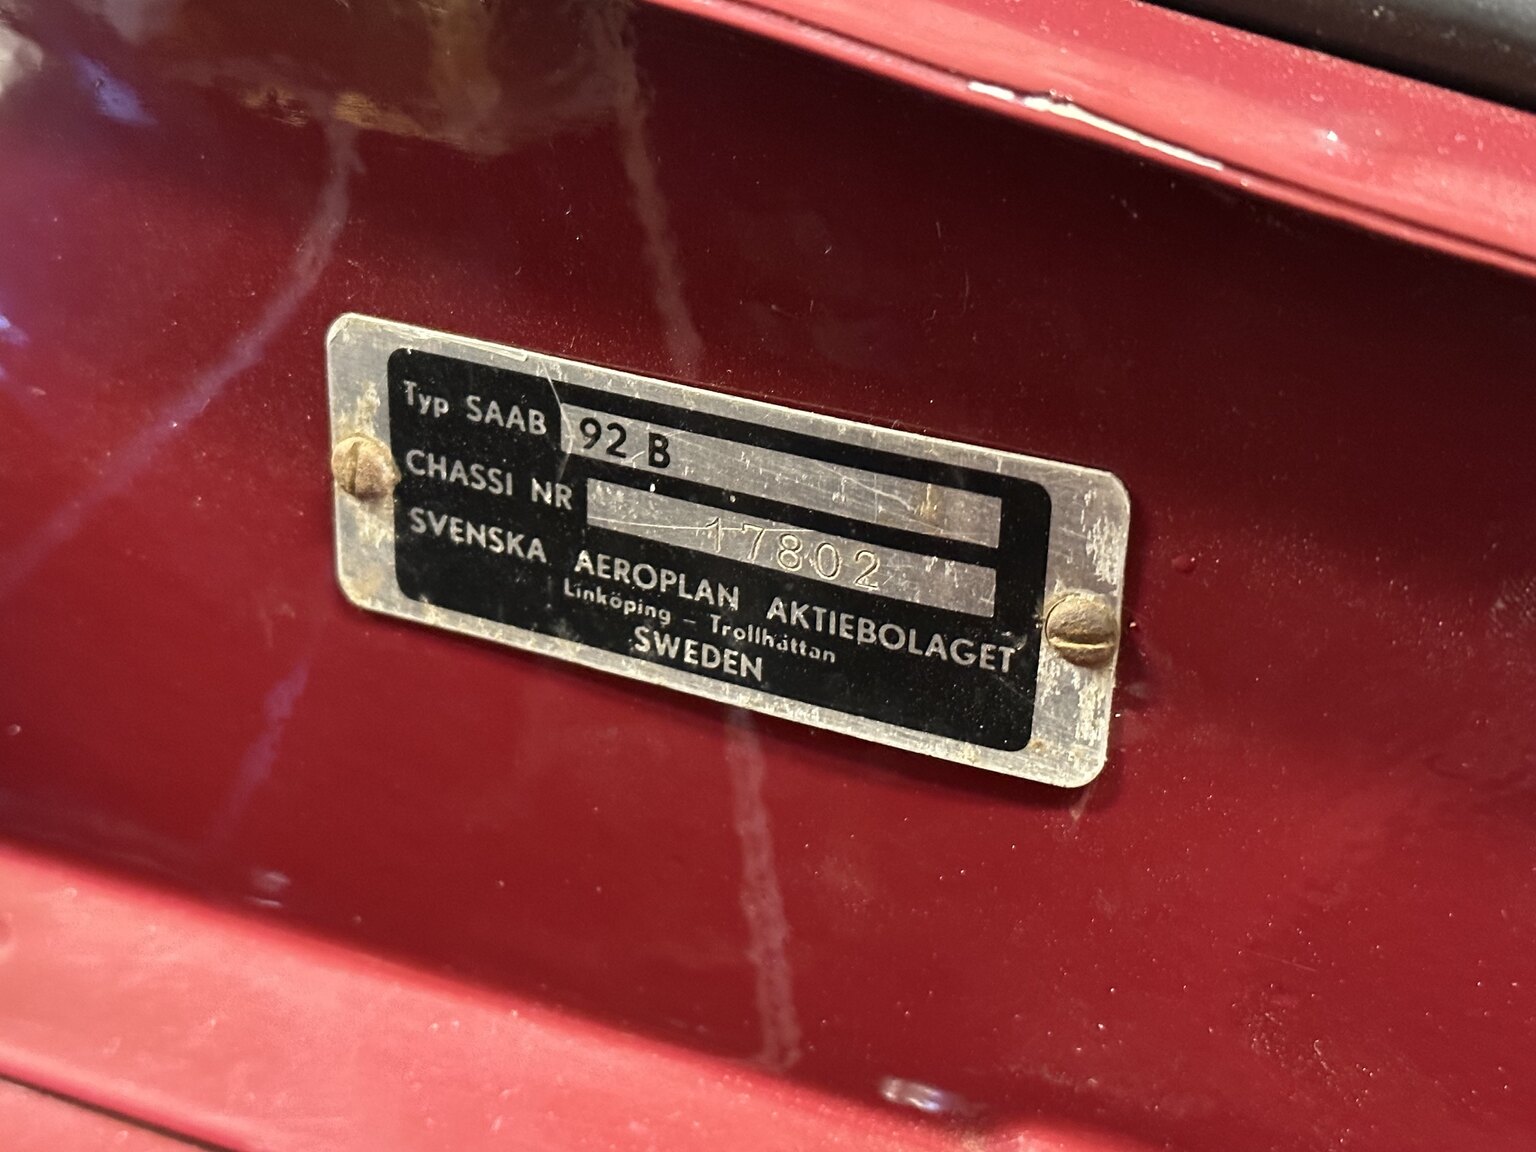 Typ SAAB 92 B
CHASSI NR 17802
SVENSKA AEROPLAN AKTIEBOLAGET
Linköping – Trollhättan
SWEDEN